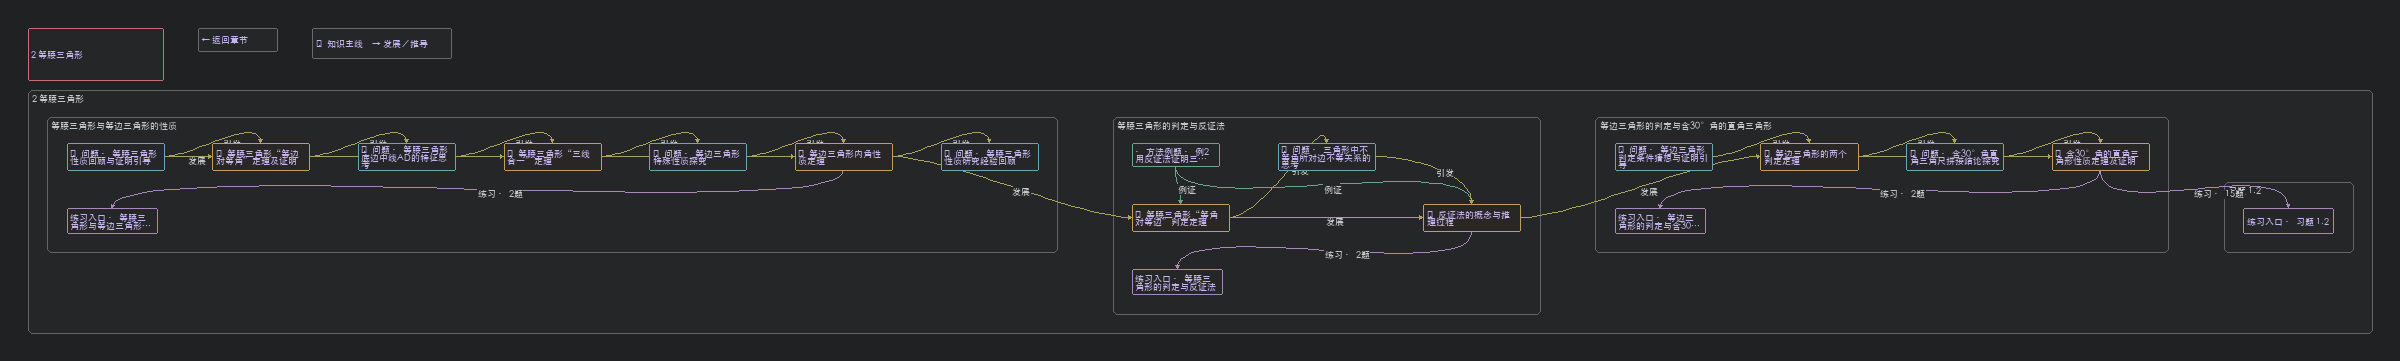 2 等腰三角形
← 返回章节
知识主线 → 发展／推导
2 等腰三角形
等腰三角形与等边三角形的性质
问题· 等腰三角形
性质回顾与证明引导
发展
等腰三角形“等边
对等角”定理及证明
问题· 等腰三角形
底边中线AD的特征思
考
等腰三角形“三线
合一”定理
问题· 等边三角形
特殊性质探究
等边三角形内角性
质定理
问题· 等腰三角形
性质研究经验回顾
练习· 2题
发展
练习入口· 等腰三
角形与等边三角形…
等腰三角形的判定与反证法
· 方法例题· 例2
用反证法证明三…
问题· 三角形中不
等角所对边不等关系的
思考
引发
引发
例证
例证
等腰三角形“等角
对等边”判定定理
发展
反证法的概念与推
理过程
练习· 2题
练习入口· 等腰三
角形的判定与反证法
等边三角形的判定与含30°角的直角三角形
问题· 等边三角形
判定条件猜想与证明引
导
等边三角形的两个
判定定理
问题· 含30°角直
角三角尺拼接结论探究
含30°角的直角三
角形性质定理及证明
发展
练习· 2题
练习· 15题
练习入口· 等边三
角形的判定与含30…
1.2
练习入口· 习题1.2